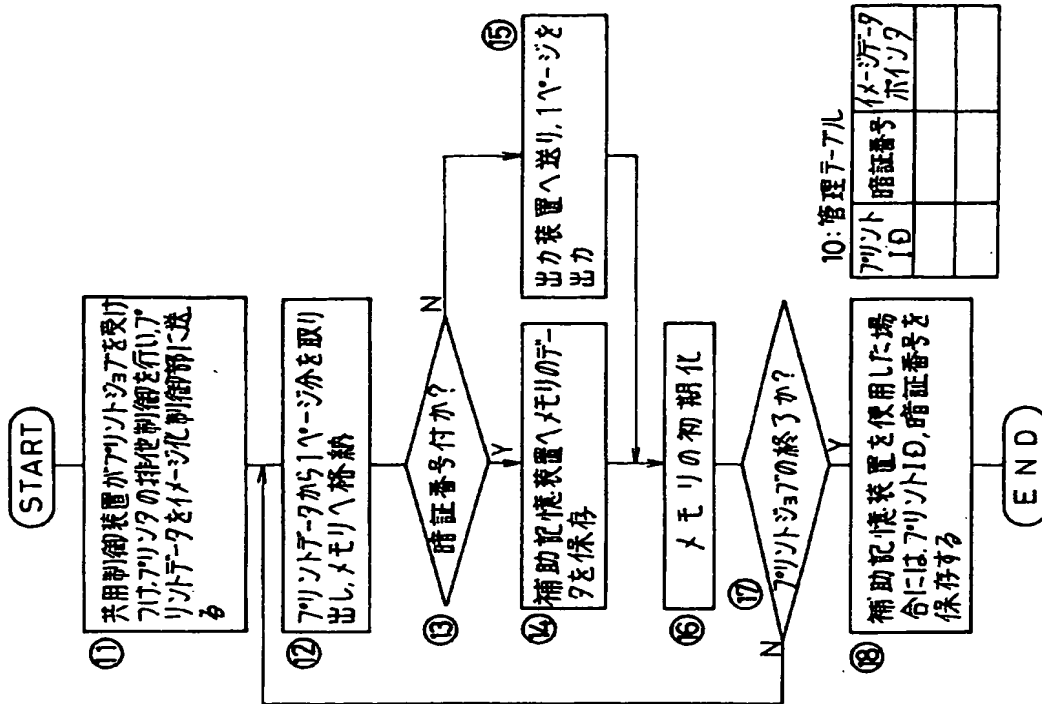 START
⑪
共用制御装置がプリントジョブを受け
つけ、プリンタの排他制御を行い、プ
リントデータをイメージ化制御部に送
る
⑫
プリントデータから1ページ分を取り
出し、メモリへ格納
⑬
暗証番号付か?
N
Y
⑭
補助記憶装置へメモリのデー
タを保存
⑮
出力装置へ送り、1ページを
出力
⑯
メモリの初期化
⑰
プリントジョブの終了か?
N
Y
⑱
補助記憶装置を使用した場
合には、プリントID、暗証番号を
保存する
END
10:管理テーブル
プリント
ID
暗証番号
イメージデータ
ポインタ